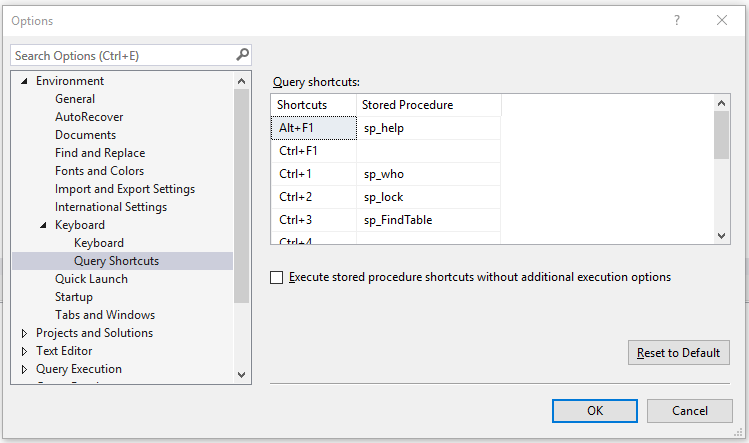 Options
?
Search Options (Ctrl+E)
Environment
General
AutoRecover
Documents
Find and Replace
Fonts and Colors
Import and Export Settings
International Settings
Keyboard
Keyboard
Query Shortcuts
Quick Launch
Startup
Tabs and Windows
Projects and Solutions
Text Editor
Query Execution
Query shortcuts:
Shortcuts Stored Procedure
Alt+F1 sp_help
Ctrl+F1
Ctrl+1 sp_who
Ctrl+2 sp_lock
Ctrl+3 sp_FindTable
Ctrl+4
Execute stored procedure shortcuts without additional execution options
Reset to Default
OK Cancel